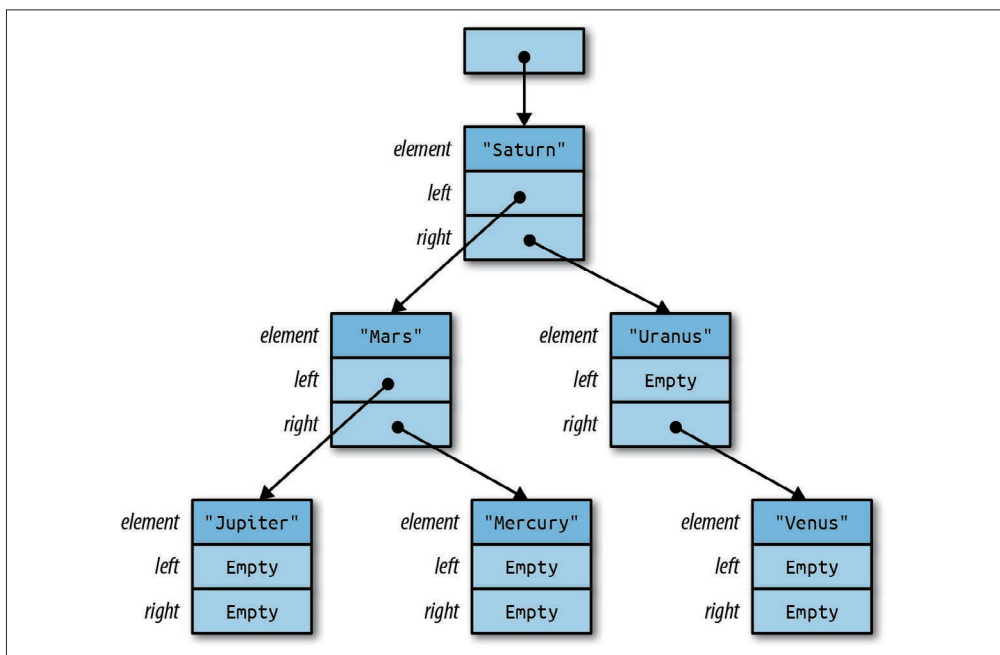 element "Saturn"
left
right
element "Mars" element "Uranus"
left left Empty
right right
element "Jupiter" element "Mercury" element "Venus"
left Empty left Empty left Empty
right Empty right Empty right Empty